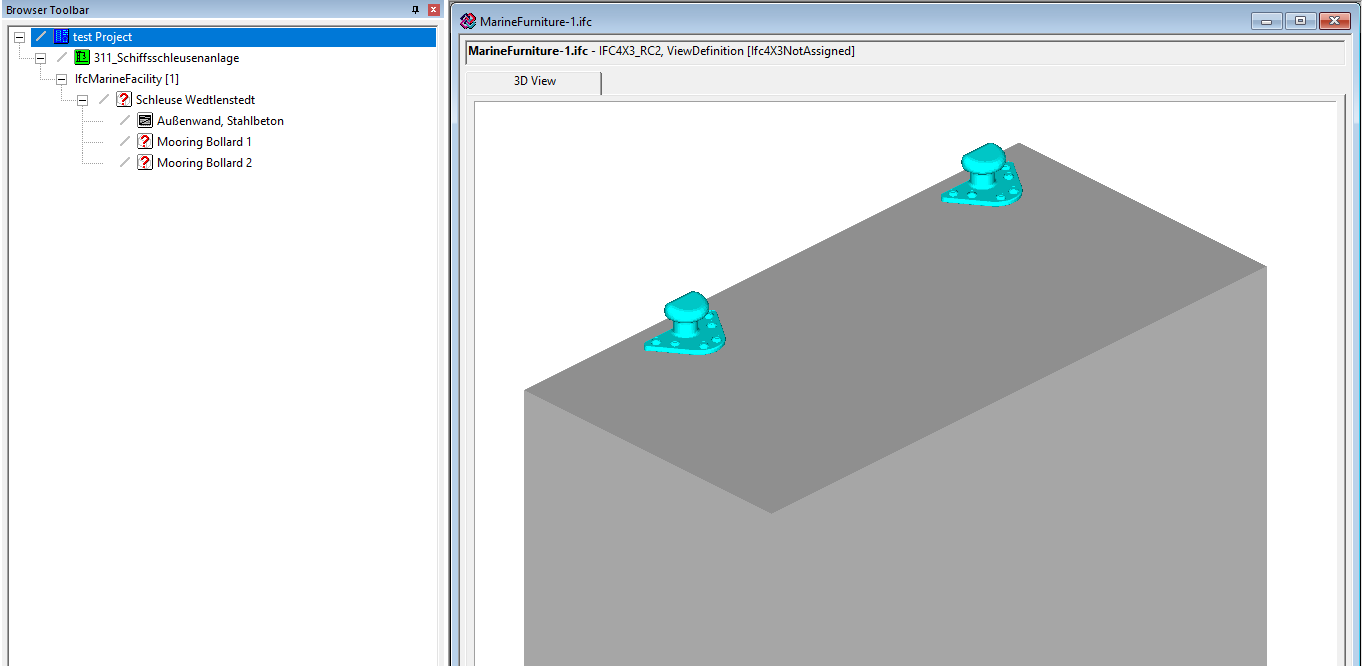 Browser Toolbar
test Project
311_Schiffsschleusenanlage
IfcMarineFacility [1]
Schleuse Wedtlenstedt
Außenwand, Stahlbeton
Mooring Bollard 1
Mooring Bollard 2
MarineFurniture-1.ifc
MarineFurniture-1.ifc - IFC4X3_RC2, ViewDefinition [Ifc4X3NotAssigned]
3D View